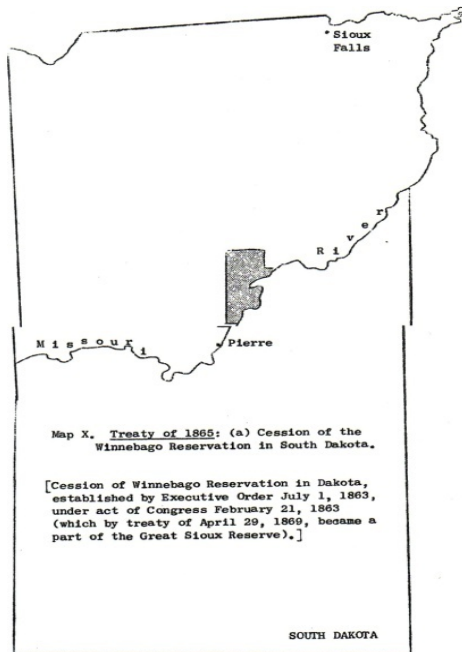 Sioux
Falls
River
Missouri
Pierre
Map X. Treaty of 1865: (a) Cession of the
Winnebago Reservation in South Dakota.
[Cession of Winnebago Reservation in Dakota,
established by Executive Order July 1, 1863,
under act of Congress February 21, 1863
(which by treaty of April 29, 1869, became a
part of the Great Sioux Reserve).]
SOUTH DAKOTA